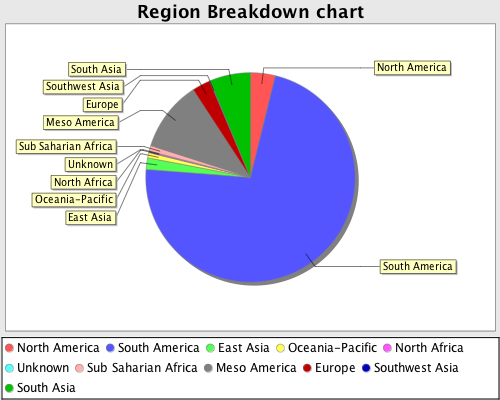 Region Breakdown chart
South Asia
North America
Southwest Asia
Europe
Meso America
Sub Saharian Africa
Unknown
North Africa
Oceania-Pacific
East Asia
South America
North America South America East Asia Oceania-Pacific North Africa
Unknown Sub Saharian Africa Meso America Europe Southwest Asia
South Asia